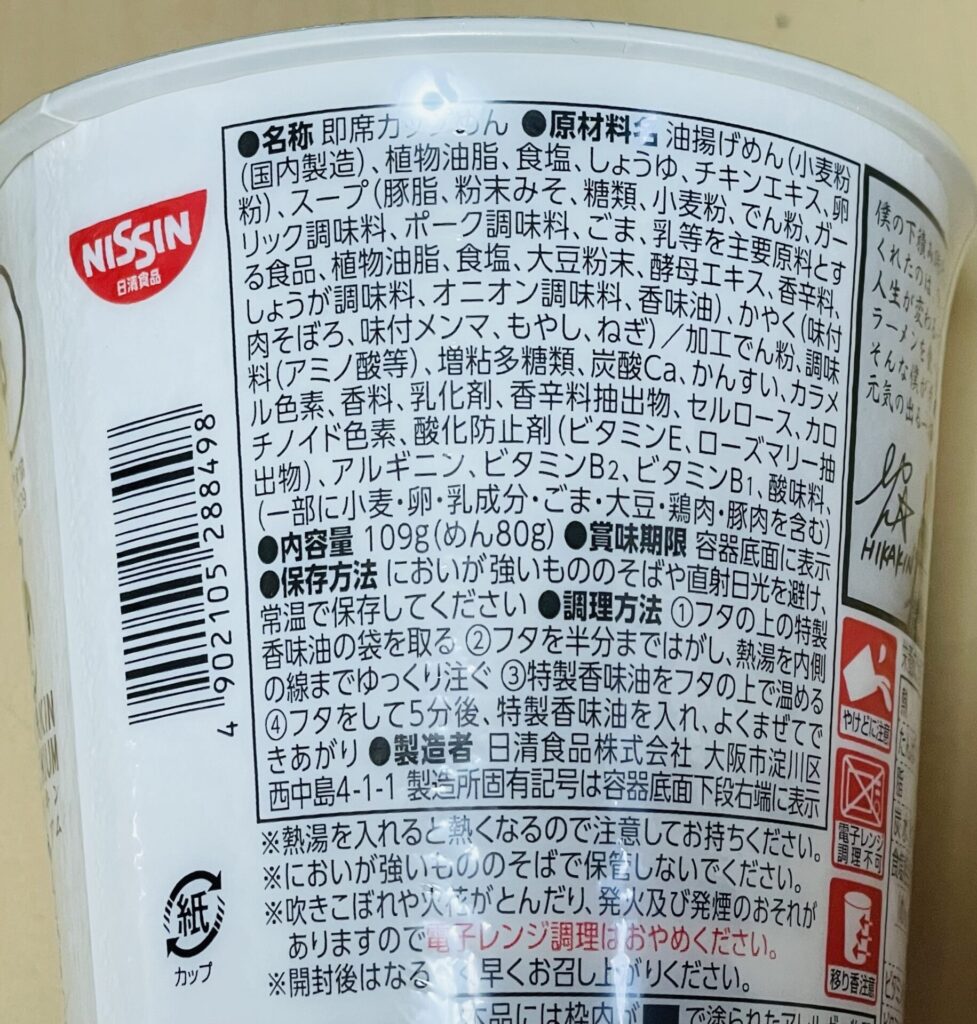 ●名称 即席カップめん ●原材料名 油揚げめん(小麦粉
(国内製造)、植物油脂、食塩、しょうゆ、チキンエキス、卵
粉)、スープ(豚脂、粉末みそ、糖類、小麦粉、でん粉、ガー
リック調味料、ポーク調味料、ごま、乳等を主要原料とす
る食品、植物油脂、食塩、大豆粉末、酵母エキス、香辛料、
しょうが調味料、オニオン調味料、香味油)、かやく(味付
肉そぼろ、味付メンマ、もやし、ねぎ)/加工でん粉、調味
料(アミノ酸等)、増粘多糖類、炭酸Ca、かんすい、カラメ
ル色素、香料、乳化剤、香辛料抽出物、セルロース、カロ
チノイド色素、酸化防止剤(ビタミンE、ローズマリー抽
出物)、アルギニン、ビタミンB2、ビタミンB1、酸味料、
(一部に小麦・卵・乳成分・ごま・大豆・鶏肉・豚肉を含む)
●内容量 109g(めん80g) ●賞味期限 容器底面に表示
●保存方法 においが強いもののそばや直射日光を避け、
常温で保存してください ●調理方法 ①フタの上の特製
香味油の袋を取る ②フタを半分まではがし、熱湯を内側
の線までゆっくり注ぐ ③特製香味油をフタの上で温める
④フタをして5分後、特製香味油を入れ、よくまぜてで
きあがり ●製造者 日清食品株式会社 大阪市淀川区
西中島4-1-1 製造所固有記号は容器底面下段右端に表示
※熱湯を入れると熱くなるので注意してお持ちください。
※においが強いもののそばで保管しないでください。
※吹きこぼれや火花がとんだり、発火及び発煙のおそれが
ありますので電子レンジ調理はおやめください。
※開封後はなるべく早くお召し上がりください。
本品には枠内が で塗られたアレルギ
NISSIN
日清食品
4 902105 288498
紙
カップ
僕の下積み
くれたのは
人生が変わ
ラーメンを
そんな僕が
元気の出る一
HIKAKIN
やけどに注意
電子レンジ
調理不可
移り香注意